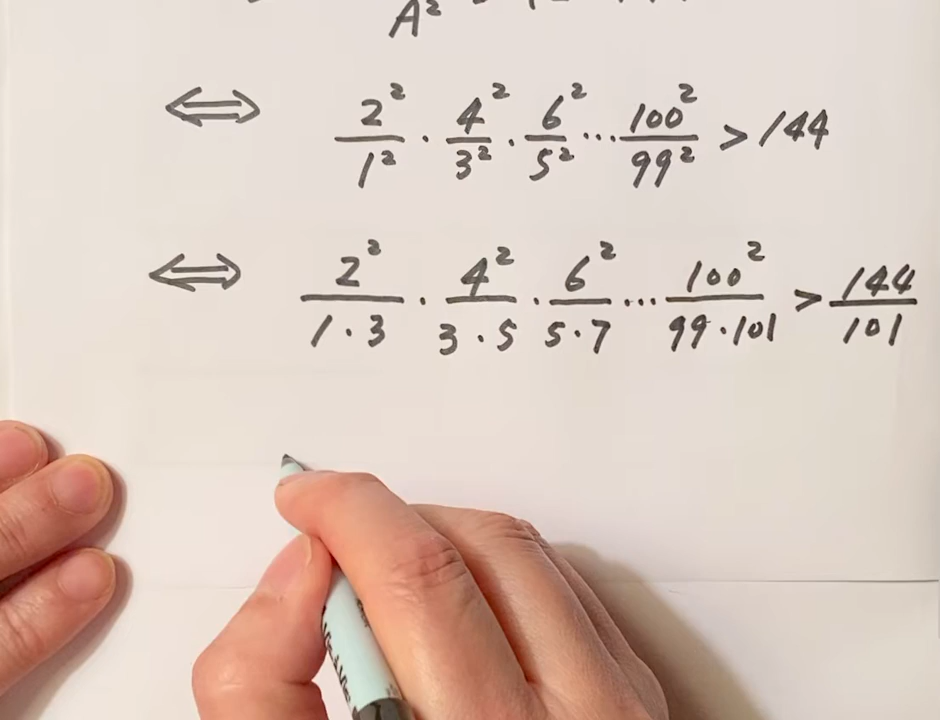 A²
⟺ 2²/1² · 4²/3² · 6²/5² ··· 100²/99² > 144
⟺ 2²/(1·3) · 4²/(3·5) · 6²/(5·7) ··· 100²/(99·101) > 144/101